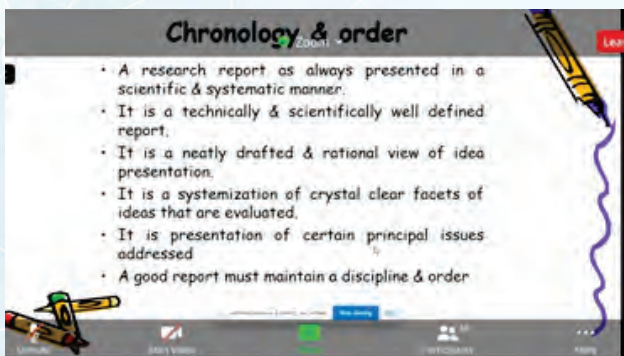 Chronology & order
Zoom
Lea
• A research report as always presented in a
scientific & systematic manner.
• It is a technically & scientifically well defined
report.
• It is a neatly drafted & rational view of idea
presentation.
• It is a systemization of crystal clear facets of
ideas that are evaluated.
• It is presentation of certain principal issues
addressed
• A good report must maintain a discipline & order